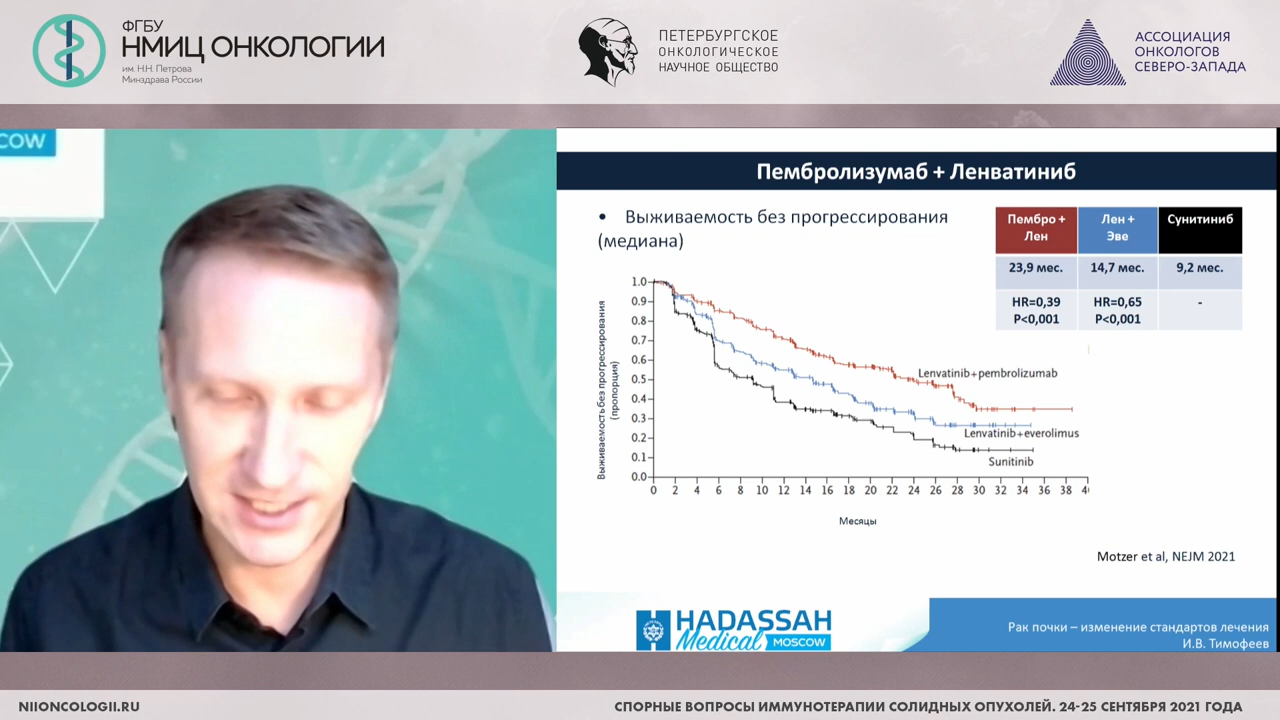 ФГБУ
НМИЦ ОНКОЛОГИИ
им. Н.Н. Петрова
Минздрава России
ПЕТЕРБУРГСКОЕ
ОНКОЛОГИЧЕСКОЕ
НАУЧНОЕ ОБЩЕСТВО
АССОЦИАЦИЯ
ОНКОЛОГОВ
СЕВЕРО-ЗАПАДА
COW
Пембролизумаб + Ленватиниб
• Выживаемость без прогрессирования
(медиана)
Пембро + Лен + Сунитиниб
Лен Эве
23,9 мес. 14,7 мес. 9,2 мес.
HR=0,39 HR=0,65 -
P<0,001 P<0,001
Выживаемость без прогрессирования
(пропорция)
1.0
0.9
0.8
0.7
0.6
0.5
0.4
0.3
0.2
0.1
0.0
Lenvatinib+pembrolizumab
Lenvatinib+everolimus
Sunitinib
0 2 4 6 8 10 12 14 16 18 20 22 24 26 28 30 32 34 36 38
Месяцы
Motzer et al, NEJM 2021
HADASSAH
Medical MOSCOW
Рак почки – изменение стандартов лечения
И.В. Тимофеев
NIIONCOLOGII.RU
СПОРНЫЕ ВОПРОСЫ ИММУНОТЕРАПИИ СОЛИДНЫХ ОПУХОЛЕЙ. 24-25 СЕНТЯБРЯ 2021 ГОДА